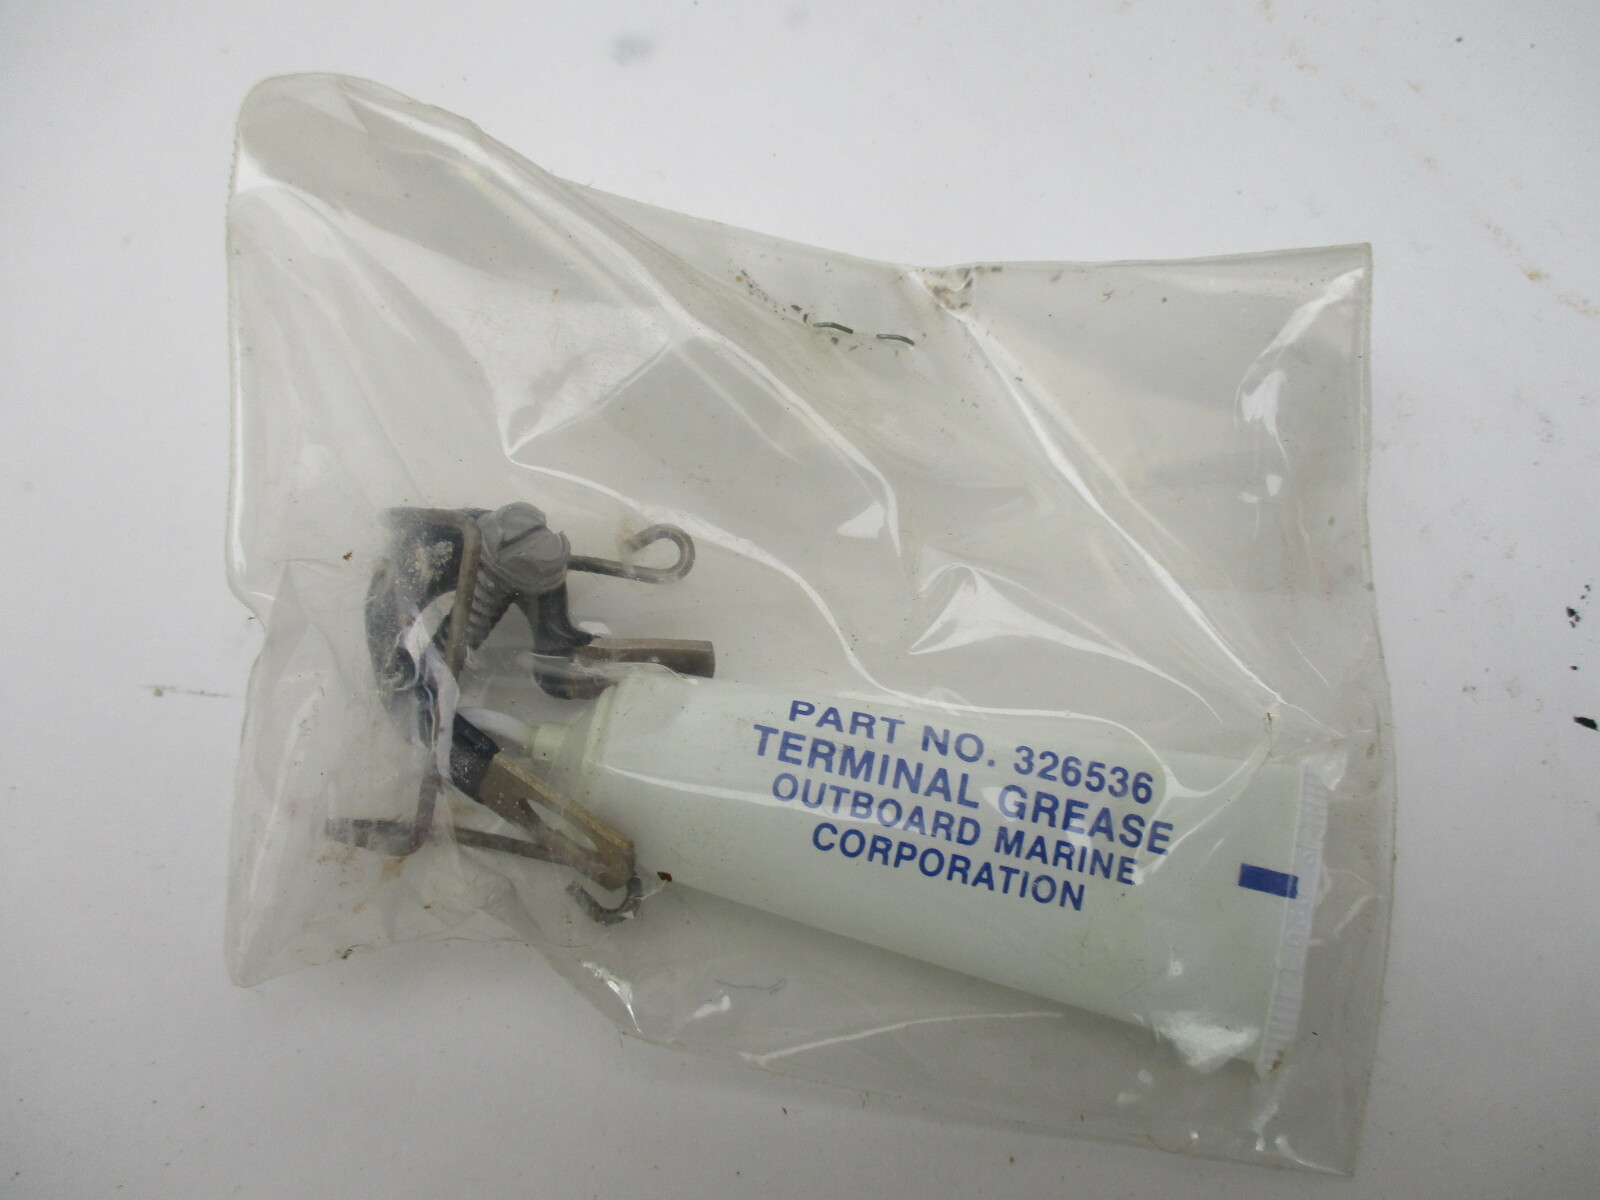 PART NO. 326536
TERMINAL GREASE
OUTBOARD MARINE
CORPORATION